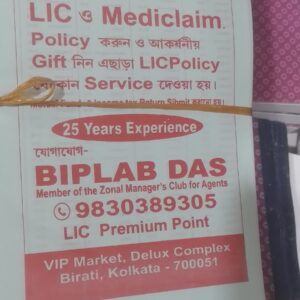 LIC ও Mediclaim.
Policy করুন ও আকর্ষনীয়
Gift নিন এছাড়া LICPolicy
Service দেওয়া হয়।
25 Years Experience
যোগাযোগ-
BIPLAB DAS
Member of the Zonal Manager's Club for Agents
9830389305
LIC Premium Point
VIP Market, Delux Complex
Birati, Kolkata - 700051